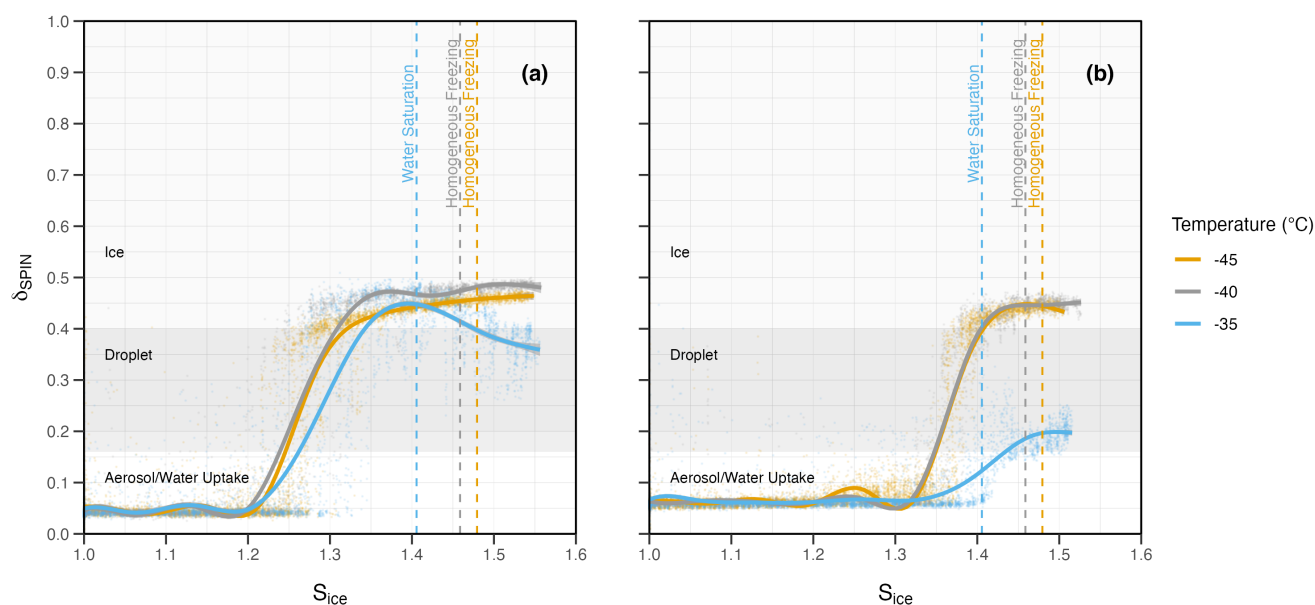 (a)
(b)
Water Saturation
Homogeneous Freezing
Homogeneous Freezing
Water Saturation
Homogeneous Freezing
Homogeneous Freezing
1.0
0.9
0.8
0.7
0.6
0.5
0.4
0.3
0.2
0.1
0.0
δSPIN
Ice
Droplet
Aerosol/Water Uptake
Ice
Droplet
Aerosol/Water Uptake
1.0 1.1 1.2 1.3 1.4 1.5 1.6
1.0 1.1 1.2 1.3 1.4 1.5 1.6
Sice
Sice
Temperature (°C)
-45
-40
-35